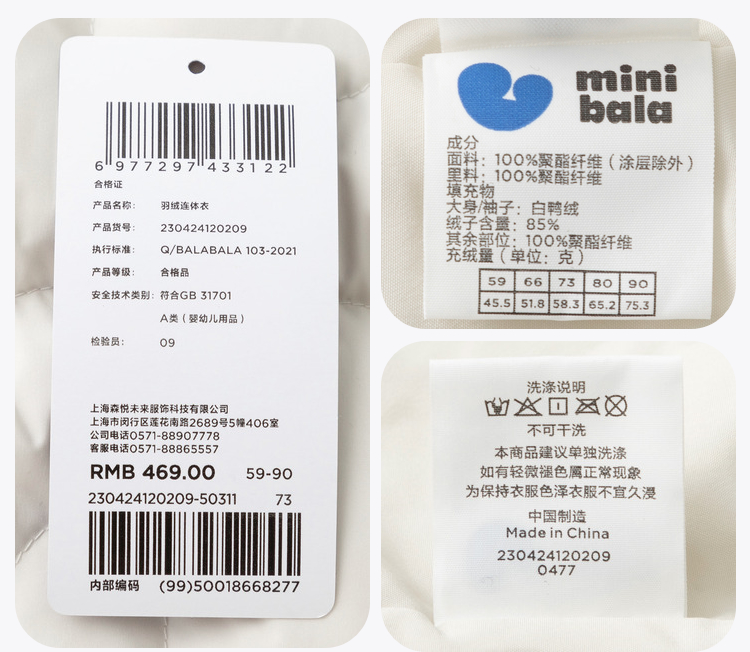 6 977297 433122
合格证
产品名称: 羽绒连体衣
产品货号: 230424120209
执行标准: Q/BALABALA 103-2021
产品等级: 合格品
安全技术类别: 符合GB 31701
A类（婴幼儿用品）
检验员: 09
上海森悦未来服饰科技有限公司
上海市闵行区莲花南路2689号5幢406室
公司电话0571-88907778
客服电话0571-88865557
RMB 469.00 59-90
230424120209-50311 73
内部编码 (99)50018668277
mini
bala
成分
面料: 100%聚酯纤维（涂层除外）
里料: 100%聚酯纤维
填充物
大身/袖子: 白鸭绒
绒子含量: 85%
其余部位: 100%聚酯纤维
充绒量（单位: 克）
59 66 73 80 90
45.5 51.8 58.3 65.2 75.3
洗涤说明
不可干洗
本商品建议单独洗涤
如有轻微褪色属正常现象
为保持衣服色泽衣服不宜久浸
中国制造
Made in China
230424120209
0477